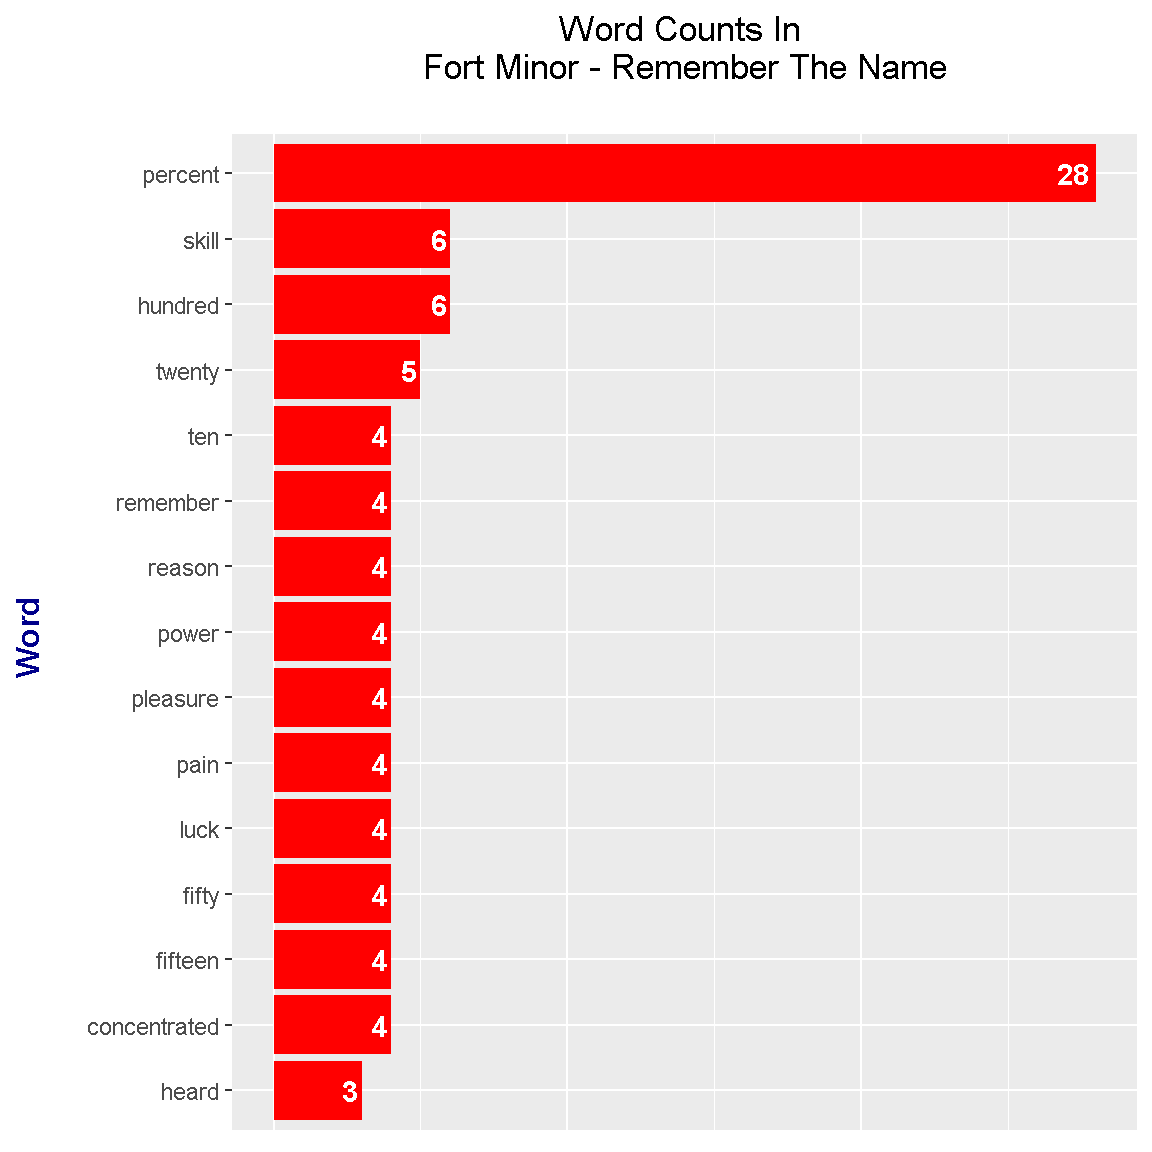 Word Counts In
Fort Minor - Remember The Name
Word
percent 28
skill 6
hundred 6
twenty 5
ten 4
remember 4
reason 4
power 4
pleasure 4
pain 4
luck 4
fifty 4
fifteen 4
concentrated 4
heard 3